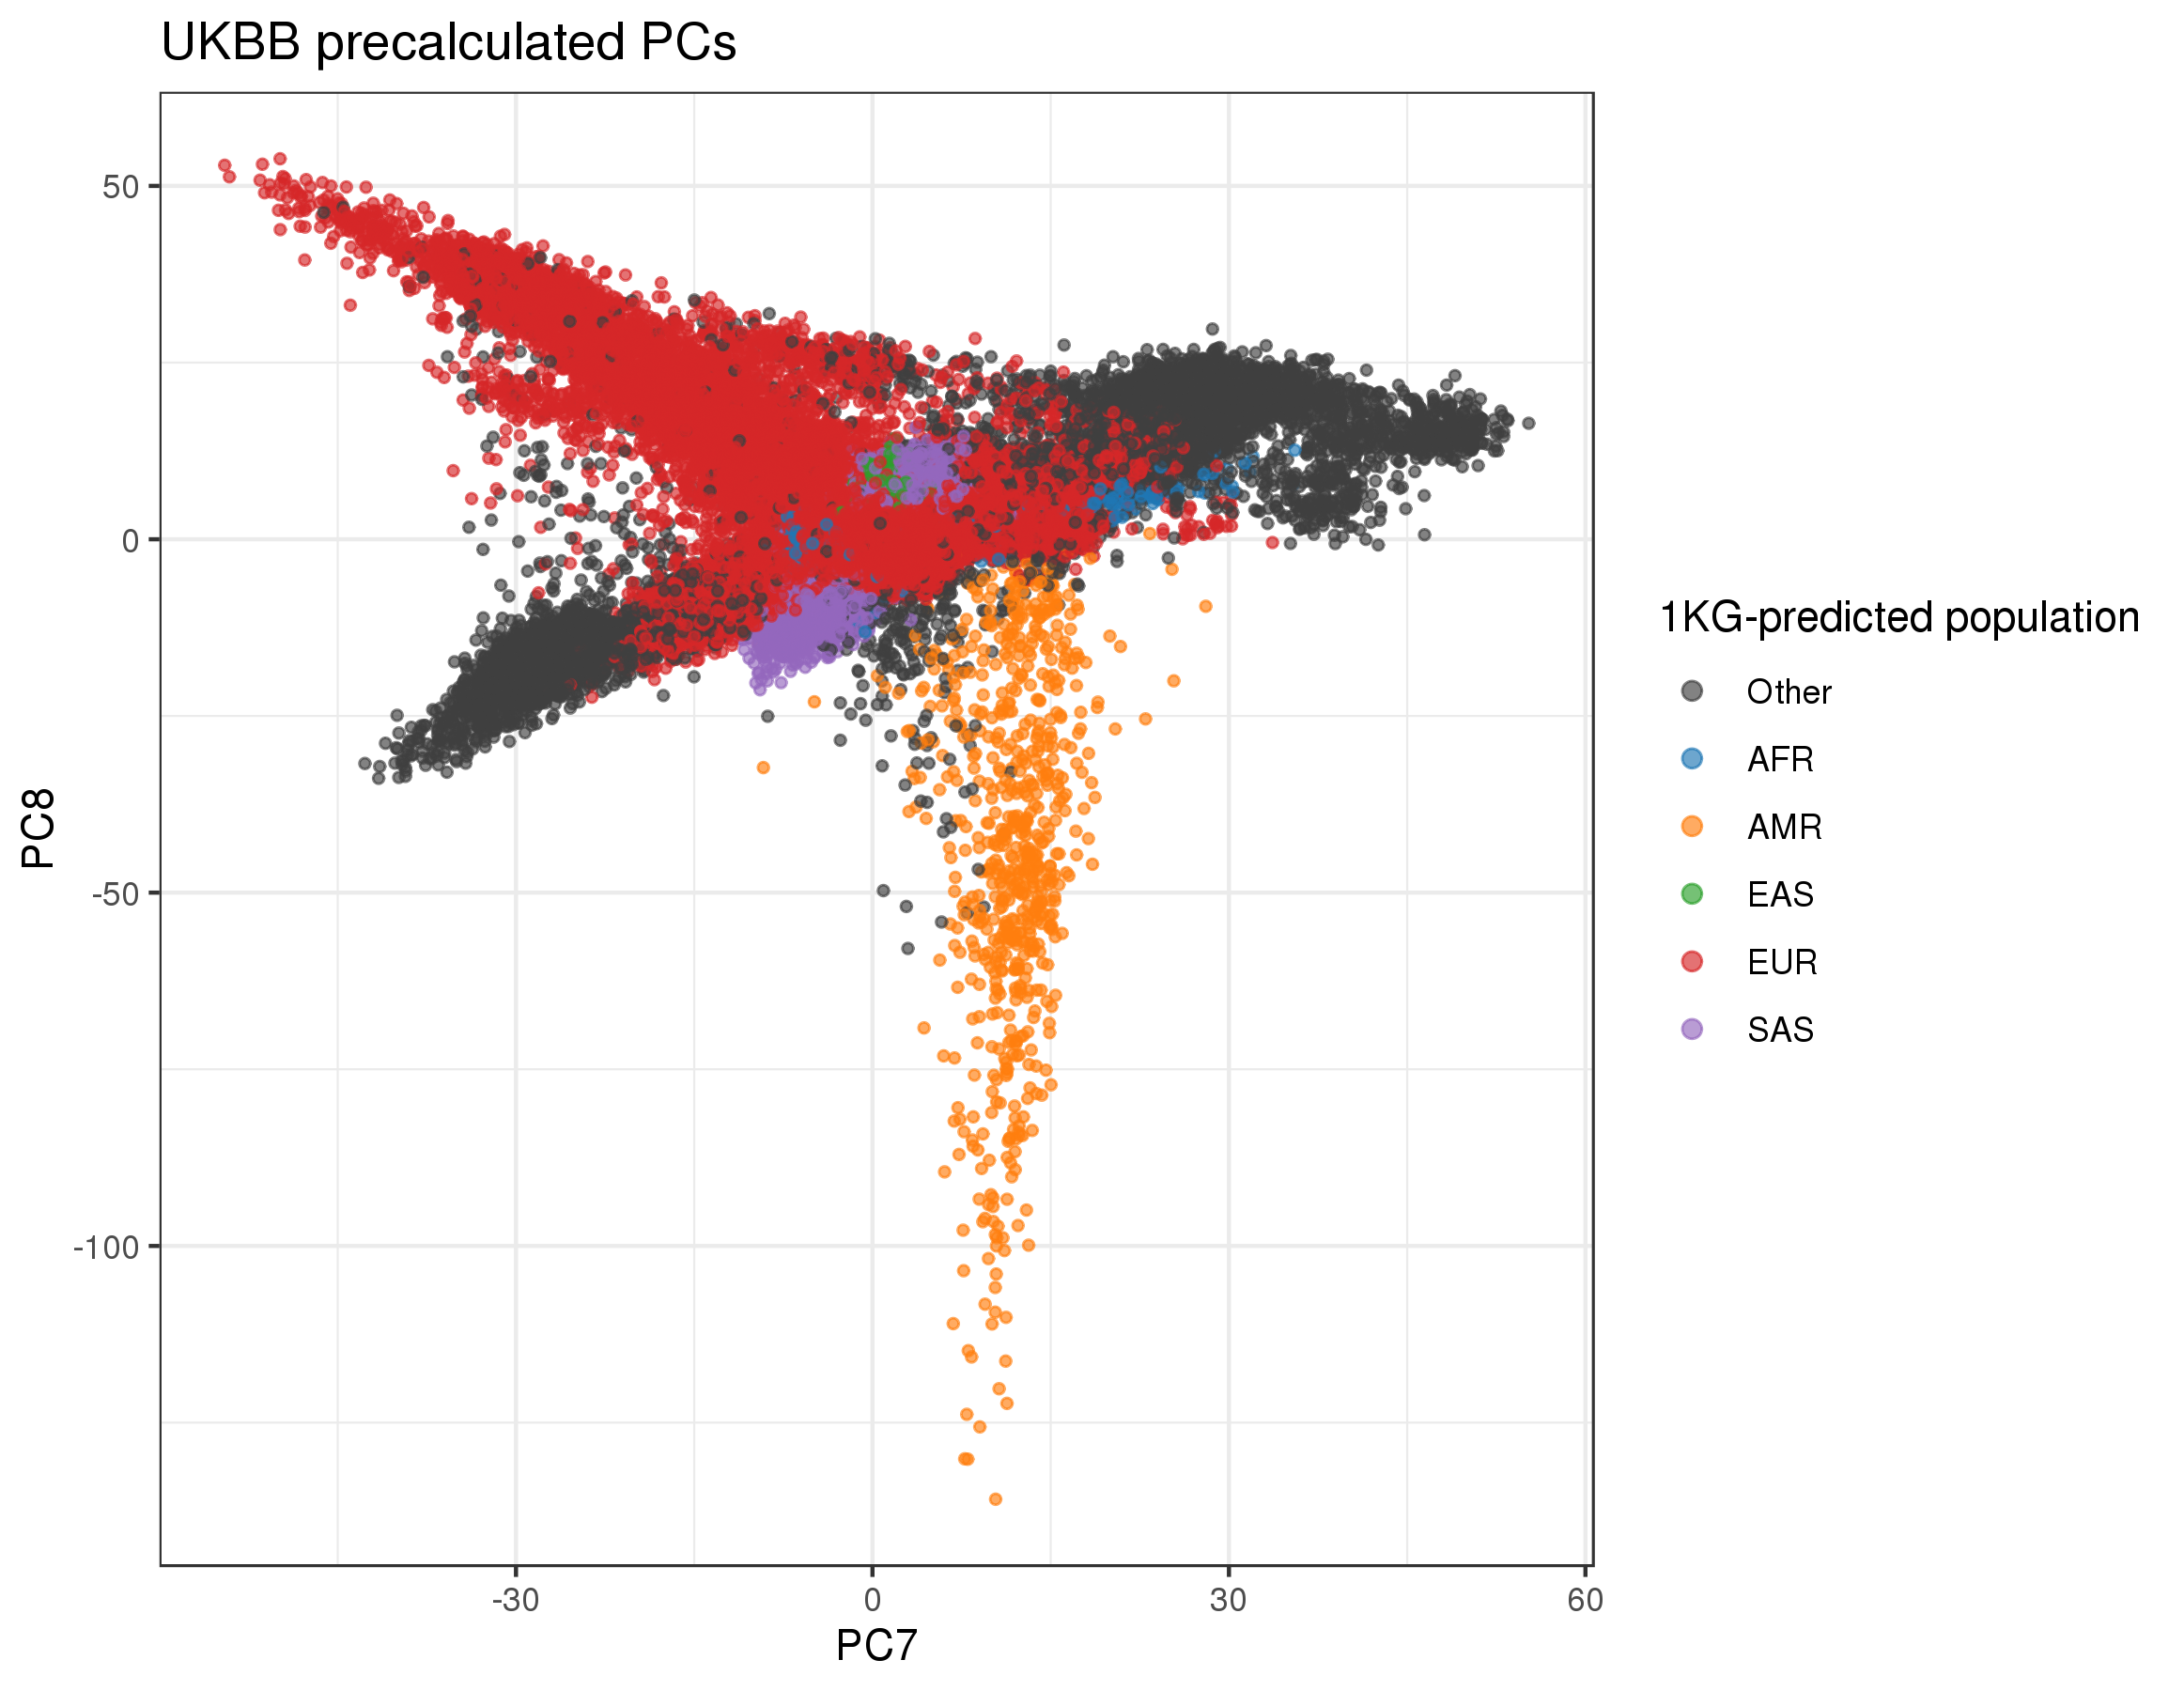 UKBB precalculated PCs
50
0
-50
-100
PC8
-30
0
30
60
PC7
1KG-predicted population
Other
AFR
AMR
EAS
EUR
SAS